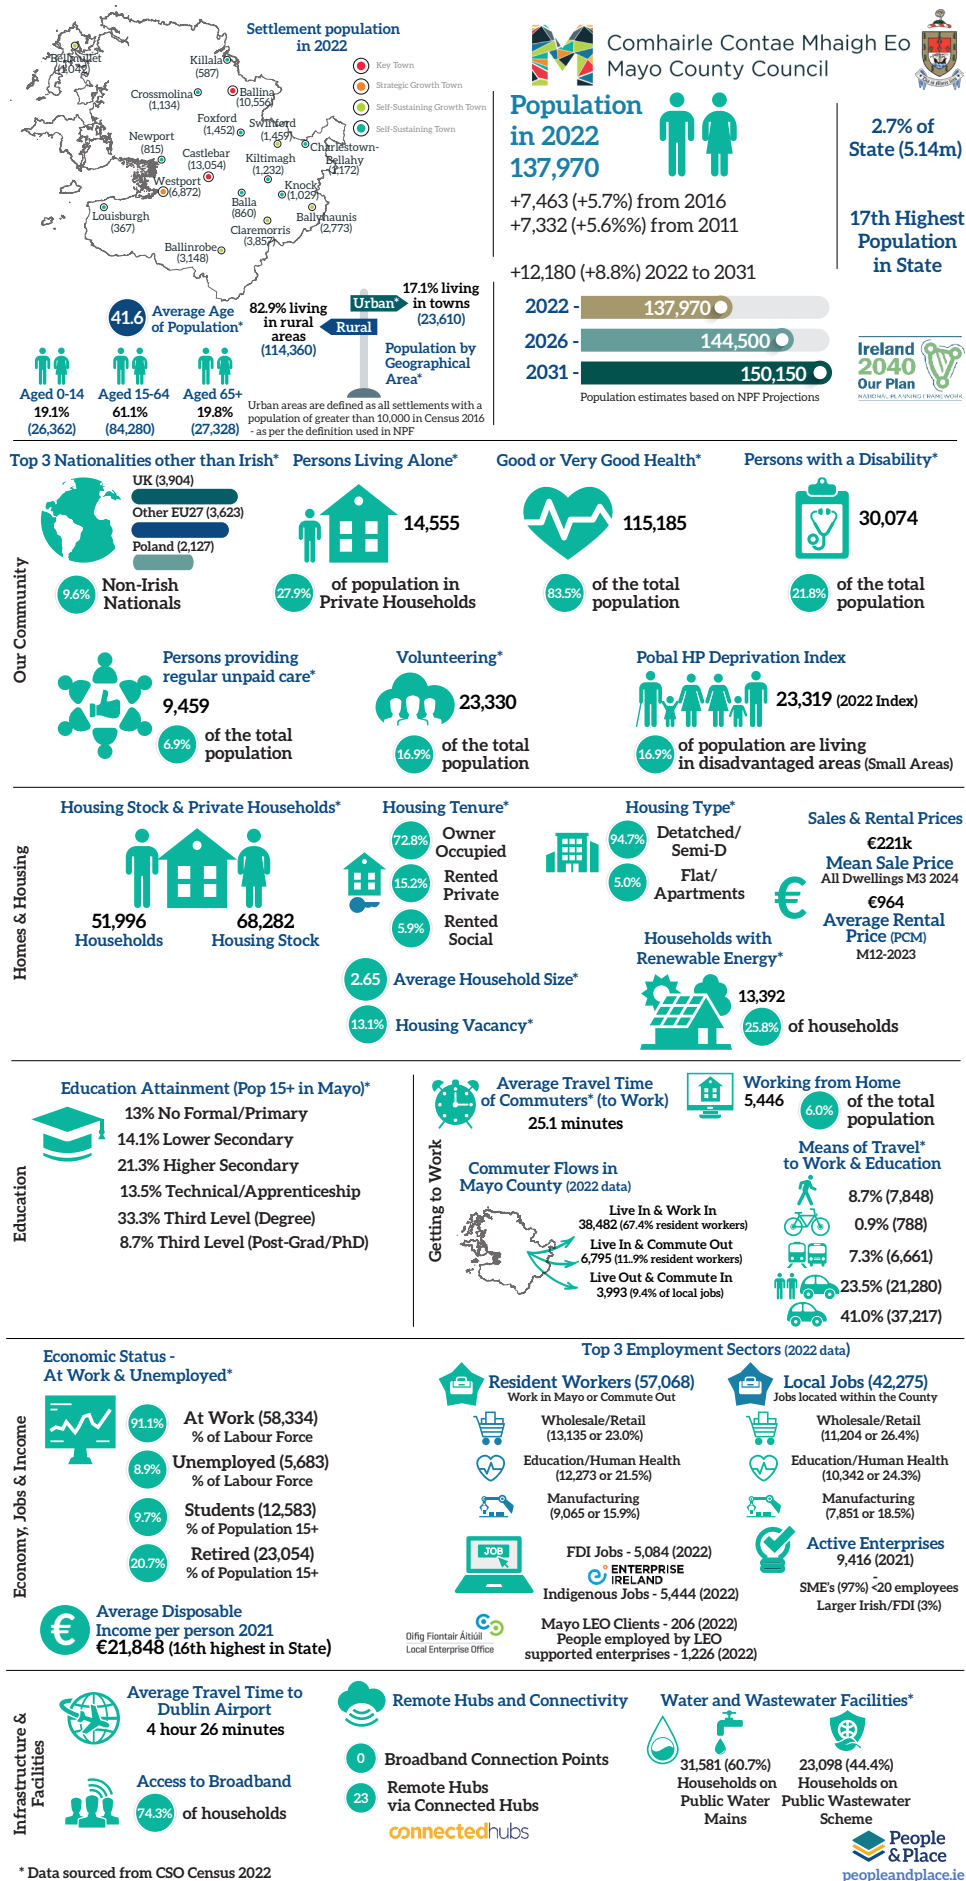 Settlement population
in 2022
Key Town
Strategic Growth Town
Self-Sustaining Growth Town
Self-Sustaining Town
Belmullet
(1,042)
Killala
(587)
Crossmolina
(1,134)
Ballina
(10,556)
Foxford
(1,452)
Swinford
(1,459)
Newport
(815)
Charlestown-
Bellahy
(1,172)
Castlebar
(13,054)
Kiltimagh
(1,232)
Westport
(6,872)
Knock
(1,029)
Balla
(860)
Louisburgh
(367)
Ballyhaunis
(2,773)
Claremorris
(3,857)
Ballinrobe
(3,148)
Comhairle Contae Mhaigh Eo
Mayo County Council
Population
in 2022
137,970
+7,463 (+5.7%) from 2016
+7,332 (+5.6%%) from 2011
2.7% of
State (5.14m)
17th Highest
Population
in State
+12,180 (+8.8%) 2022 to 2031
2022 - 137,970
2026 - 144,500
2031 - 150,150
Population estimates based on NPF Projections
Ireland
2040
Our Plan
NATIONAL PLANNING FRAMEWORK
41.6
Average Age
of Population*
Aged 0-14
19.1%
(26,362)
Aged 15-64
61.1%
(84,280)
Aged 65+
19.8%
(27,328)
82.9% living
in rural
areas
(114,360)
Urban*
Rural
17.1% living
in towns
(23,610)
Population by
Geographical
Area*
Urban areas are defined as all settlements with a
population of greater than 10,000 in Census 2016
- as per the definition used in NPF
Our Community
Top 3 Nationalities other than Irish*
UK (3,904)
Other EU27 (3,623)
Poland (2,127)
9.6%
Non-Irish
Nationals
Persons Living Alone*
14,555
27.9%
of population in
Private Households
Good or Very Good Health*
115,185
83.5%
of the total
population
Persons with a Disability*
30,074
21.8%
of the total
population
Persons providing
regular unpaid care*
9,459
6.9%
of the total
population
Volunteering*
23,330
16.9%
of the total
population
Pobal HP Deprivation Index
23,319 (2022 Index)
16.9%
of population are living
in disadvantaged areas (Small Areas)
Homes & Housing
Housing Stock & Private Households*
51,996
Households
68,282
Housing Stock
Housing Tenure*
72.8%
Owner
Occupied
15.2%
Rented
Private
5.9%
Rented
Social
2.65
Average Household Size*
13.1%
Housing Vacancy*
Housing Type*
94.7%
Detatched/
Semi-D
5.0%
Flat/
Apartments
Households with
Renewable Energy*
13,392
25.8%
of households
Sales & Rental Prices
€221k
Mean Sale Price
All Dwellings M3 2024
€
€964
Average Rental
Price (PCM)
M12-2023
Education
Education Attainment (Pop 15+ in Mayo)*
13% No Formal/Primary
14.1% Lower Secondary
21.3% Higher Secondary
13.5% Technical/Apprenticeship
33.3% Third Level (Degree)
8.7% Third Level (Post-Grad/PhD)
Getting to Work
Average Travel Time
of Commuters* (to Work)
25.1 minutes
Working from Home
5,446
6.0%
of the total
population
Commuter Flows in
Mayo County (2022 data)
Live In & Work In
38,482 (67.4% resident workers)
Live In & Commute Out
6,795 (11.9% resident workers)
Live Out & Commute In
3,993 (9.4% of local jobs)
Means of Travel*
to Work & Education
8.7% (7,848)
0.9% (788)
7.3% (6,661)
23.5% (21,280)
41.0% (37,217)
Economy, Jobs & Income
Economic Status -
At Work & Unemployed*
91.1%
At Work (58,334)
% of Labour Force
8.9%
Unemployed (5,683)
% of Labour Force
9.7%
Students (12,583)
% of Population 15+
20.7%
Retired (23,054)
% of Population 15+
€
Average Disposable
Income per person 2021
€21,848 (16th highest in State)
Top 3 Employment Sectors (2022 data)
Resident Workers (57,068)
Work in Mayo or Commute Out
Wholesale/Retail
(13,135 or 23.0%)
Education/Human Health
(12,273 or 21.5%)
Manufacturing
(9,065 or 15.9%)
Local Jobs (42,275)
Jobs located within the County
Wholesale/Retail
(11,204 or 26.4%)
Education/Human Health
(10,342 or 24.3%)
Manufacturing
(7,851 or 18.5%)
JOB
FDI Jobs - 5,084 (2022)
ENTERPRISE
IRELAND
Indigenous Jobs - 5,444 (2022)
Oifig Fiontair Áitiúil
Local Enterprise Office
Mayo LEO Clients - 206 (2022)
People employed by LEO
supported enterprises - 1,226 (2022)
Active Enterprises
9,416 (2021)
-
SME's (97%) <20 employees
Larger Irish/FDI (3%)
Infrastructure &
Facilities
Average Travel Time to
Dublin Airport
4 hour 26 minutes
Access to Broadband
74.3%
of households
Remote Hubs and Connectivity
0
Broadband Connection Points
23
Remote Hubs
via Connected Hubs
connectedhubs
Water and Wastewater Facilities*
31,581 (60.7%)
Households on
Public Water
Mains
23,098 (44.4%)
Households on
Public Wastewater
Scheme
People
&Place
peopleandplace.ie
* Data sourced from CSO Census 2022